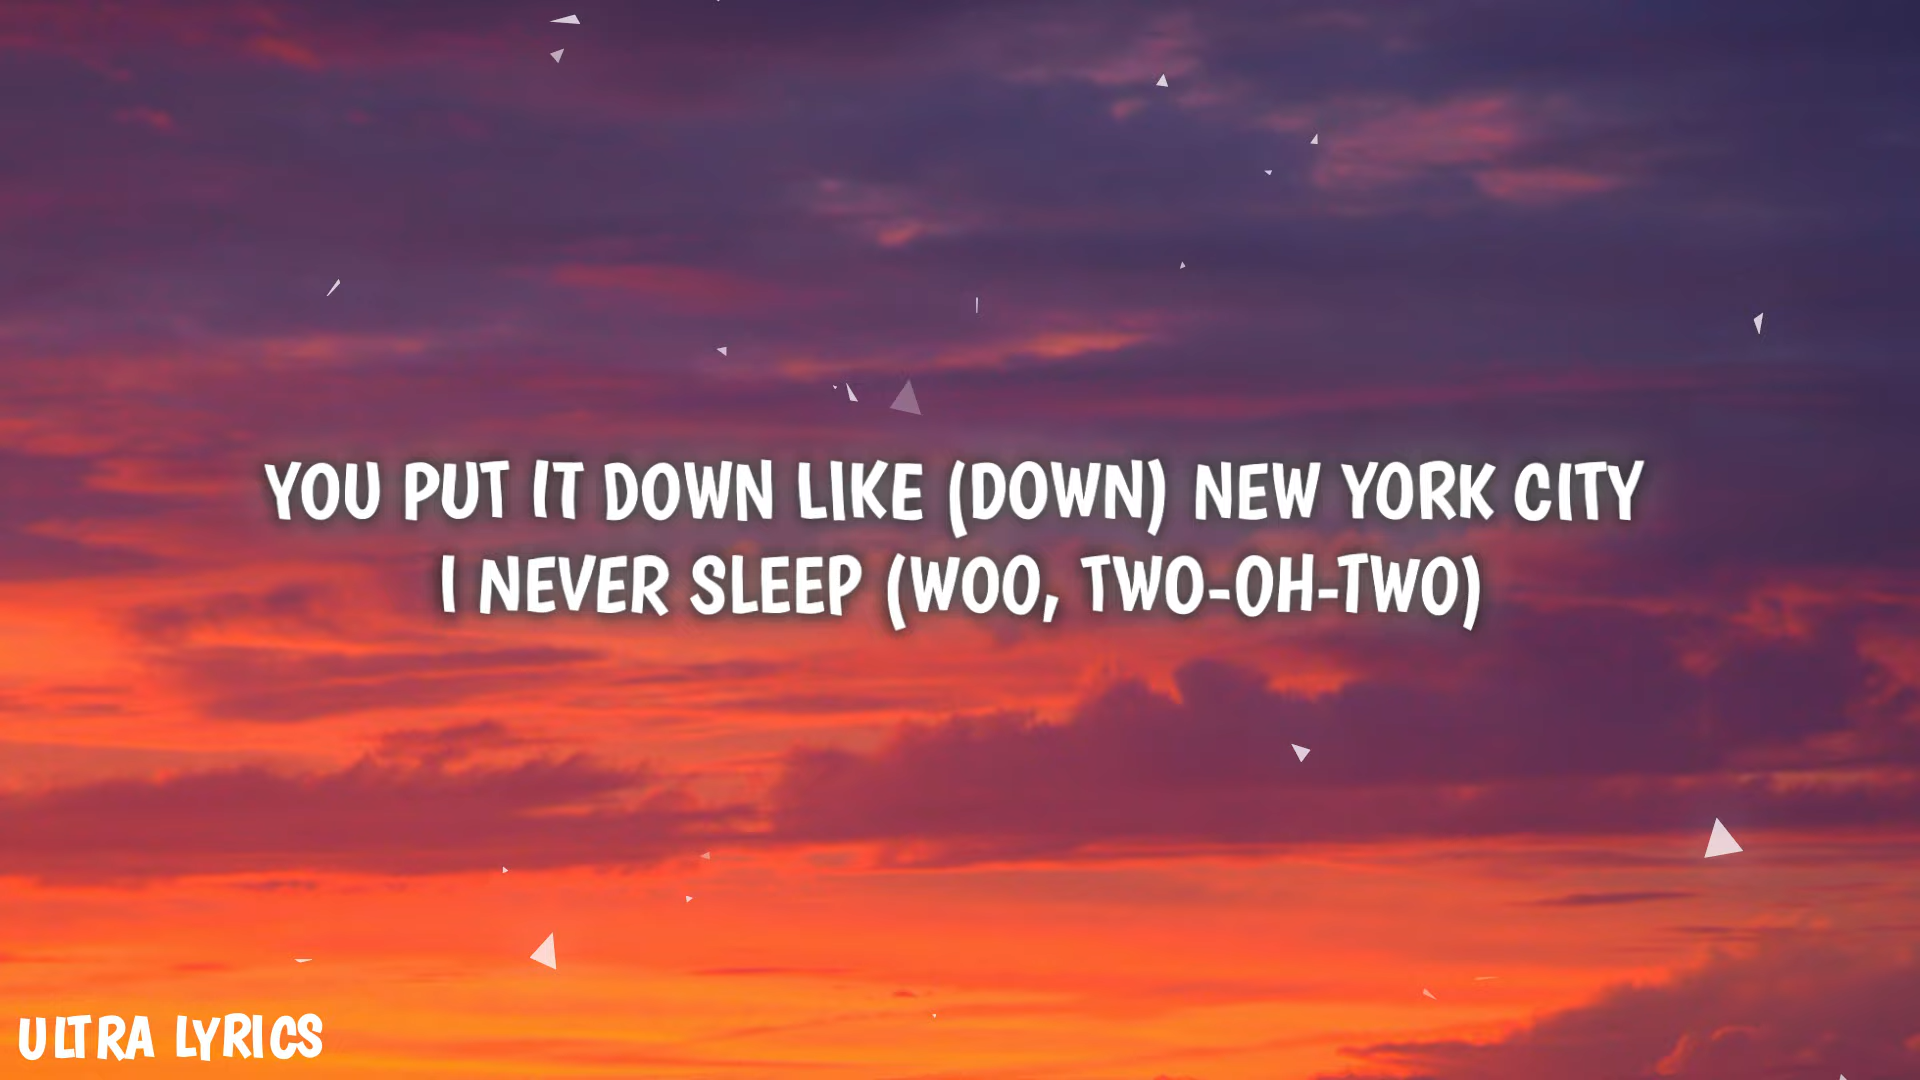 YOU PUT IT DOWN LIKE (DOWN) NEW YORK CITY
I NEVER SLEEP (WOO, TWO-OH-TWO)
ULTRA LYRICS